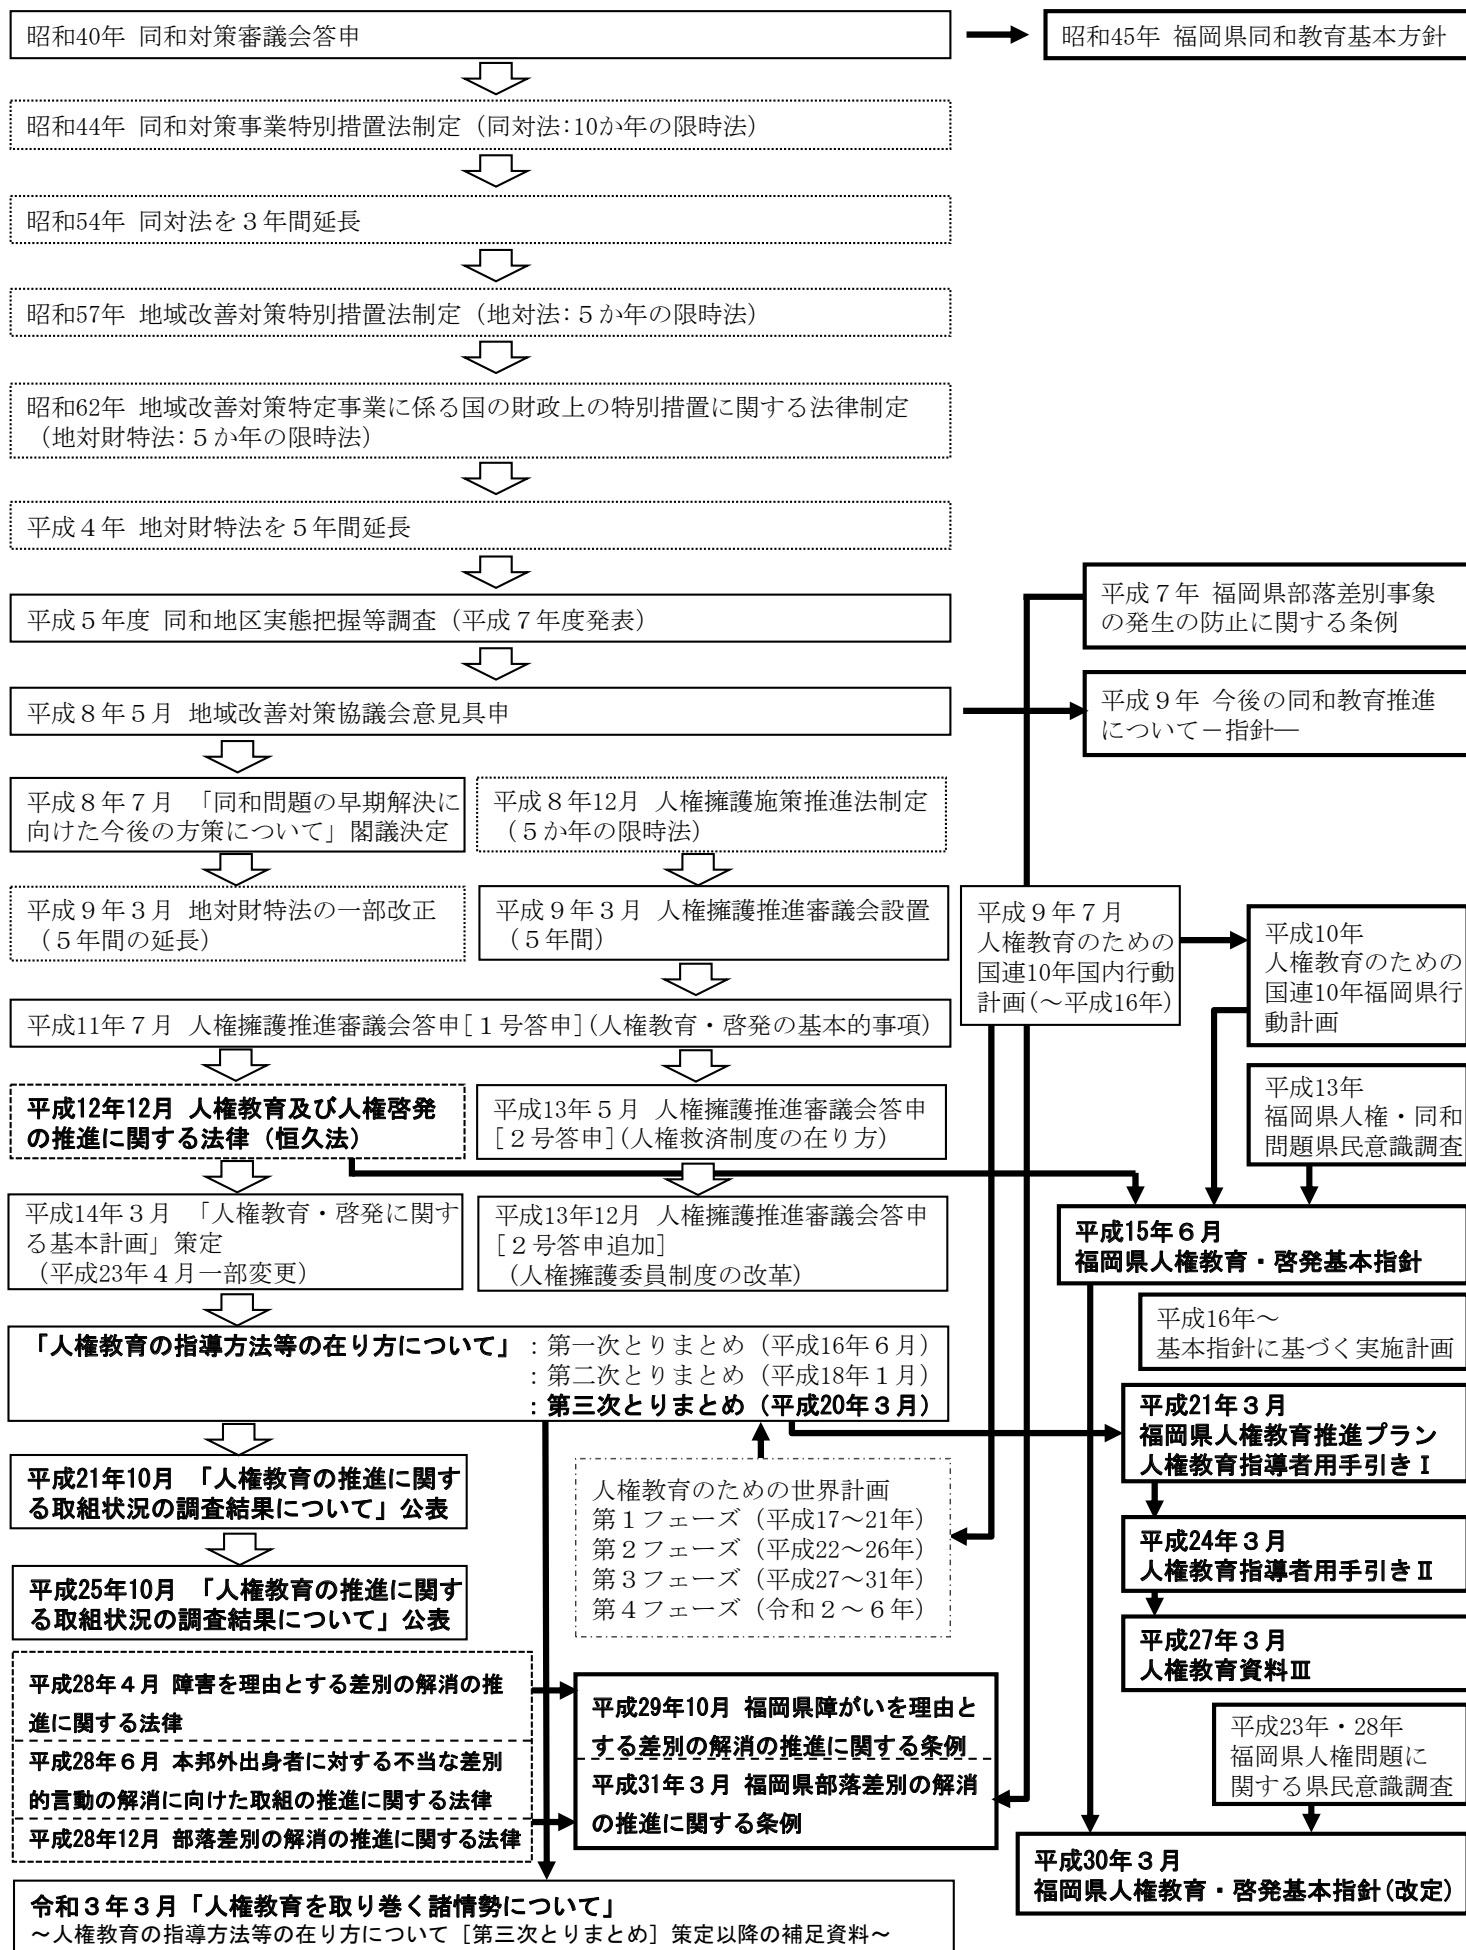 昭和40年 同和対策審議会答申
昭和45年 福岡県同和教育基本方針
昭和44年 同和対策事業特別措置法制定（同対法：10か年の限時法）
昭和54年 同対法を３年間延長
昭和57年 地域改善対策特別措置法制定（地対法：５か年の限時法）
昭和62年 地域改善対策特定事業に係る国の財政上の特別措置に関する法律制定
（地対財特法：５か年の限時法）
平成４年 地対財特法を５年間延長
平成５年度 同和地区実態把握等調査（平成７年度発表）
平成７年 福岡県部落差別事象
の発生の防止に関する条例
平成８年５月 地域改善対策協議会意見具申
平成９年 今後の同和教育推進
について－指針―
平成８年７月 「同和問題の早期解決に
向けた今後の方策について」閣議決定
平成８年12月 人権擁護施策推進法制定
（５か年の限時法）
平成９年３月 地対財特法の一部改正
（５年間の延長）
平成９年３月 人権擁護推進審議会設置
（５年間）
平成９年７月
人権教育のための
国連10年国内行動
計画(～平成16年)
平成10年
人権教育のための
国連10年福岡県行
動計画
平成11年７月 人権擁護推進審議会答申[１号答申](人権教育・啓発の基本的事項)
平成12年12月 人権教育及び人権啓発
の推進に関する法律（恒久法）
平成13年５月 人権擁護推進審議会答申
[２号答申](人権救済制度の在り方)
平成13年
福岡県人権・同和
問題県民意識調査
平成14年３月 「人権教育・啓発に関す
る基本計画」策定
（平成23年４月一部変更）
平成13年12月 人権擁護推進審議会答申
[２号答申追加]
(人権擁護委員制度の改革)
平成15年６月
福岡県人権教育・啓発基本指針
平成16年～
基本指針に基づく実施計画
「人権教育の指導方法等の在り方について」：第一次とりまとめ（平成16年６月）
：第二次とりまとめ（平成18年１月）
：第三次とりまとめ（平成20年３月）
平成21年３月
福岡県人権教育推進プラン
人権教育指導者用手引きⅠ
平成21年10月 「人権教育の推進に関す
る取組状況の調査結果について」公表
人権教育のための世界計画
第１フェーズ（平成17～21年）
第２フェーズ（平成22～26年）
第３フェーズ（平成27～31年）
第４フェーズ（令和２～６年）
平成24年３月
人権教育指導者用手引きⅡ
平成25年10月 「人権教育の推進に関す
る取組状況の調査結果について」公表
平成27年３月
人権教育資料Ⅲ
平成28年４月 障害を理由とする差別の解消の推
進に関する法律
平成28年６月 本邦外出身者に対する不当な差別
的言動の解消に向けた取組の推進に関する法律
平成28年12月 部落差別の解消の推進に関する法律
平成29年10月 福岡県障がいを理由と
する差別の解消の推進に関する条例
平成31年３月 福岡県部落差別の解消
の推進に関する条例
平成23年・28年
福岡県人権問題に
関する県民意識調査
平成30年３月
福岡県人権教育・啓発基本指針(改定)
令和３年３月「人権教育を取り巻く諸情勢について」
～人権教育の指導方法等の在り方について［第三次とりまとめ］策定以降の補足資料～